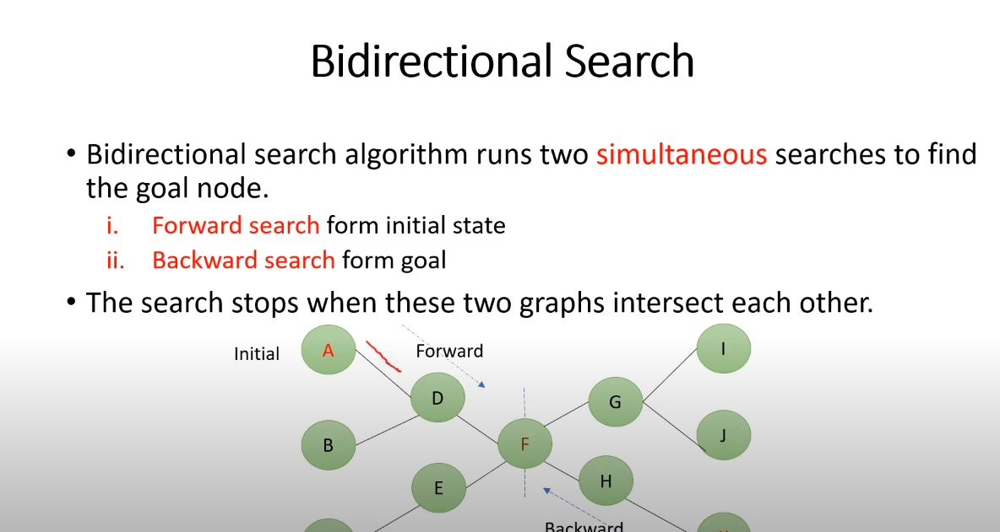 Bidirectional Search
• Bidirectional search algorithm runs two simultaneous searches to find
the goal node.
i. Forward search form initial state
ii. Backward search form goal
• The search stops when these two graphs intersect each other.
Initial A Forward I
D G
B F J
E H
Backward